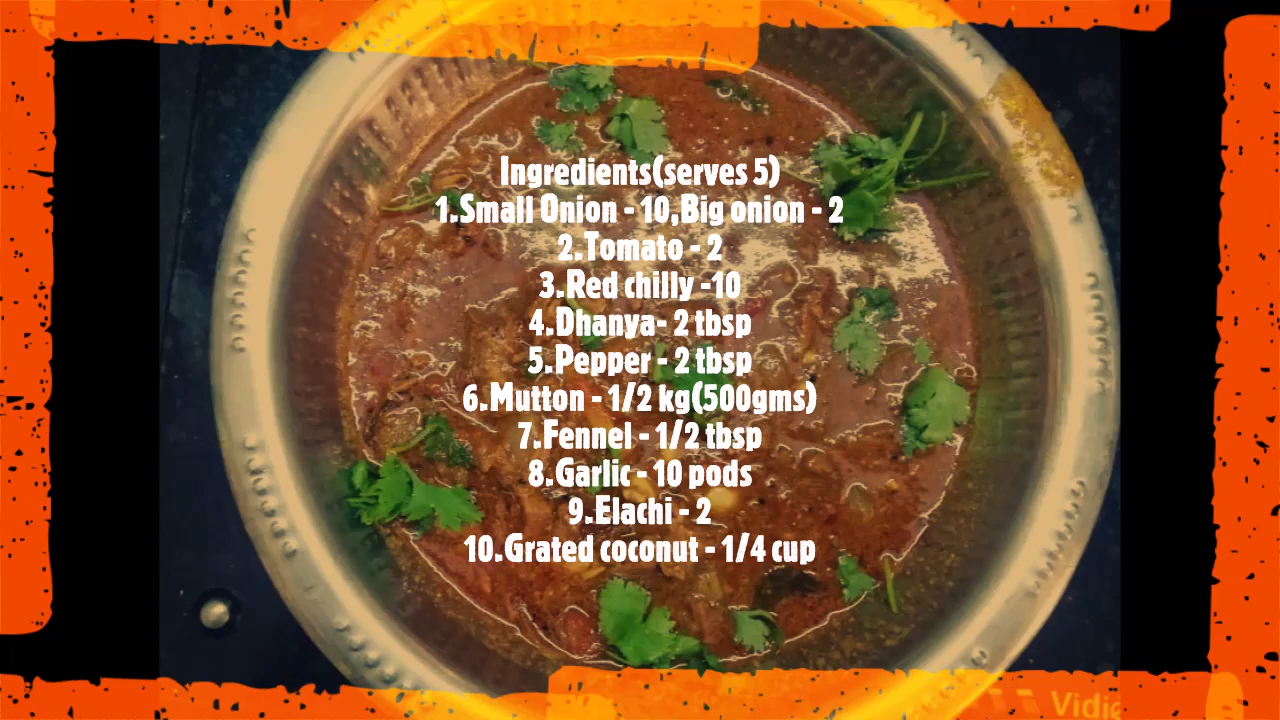 Ingredients(serves 5)
1.Small Onion - 10,Big onion - 2
2.Tomato - 2
3.Red chilly -10
4.Dhanya- 2 tbsp
5.Pepper - 2 tbsp
6.Mutton - 1/2 kg(500gms)
7.Fennel - 1/2 tbsp
8.Garlic - 10 pods
9.Elachi - 2
10.Grated coconut - 1/4 cup